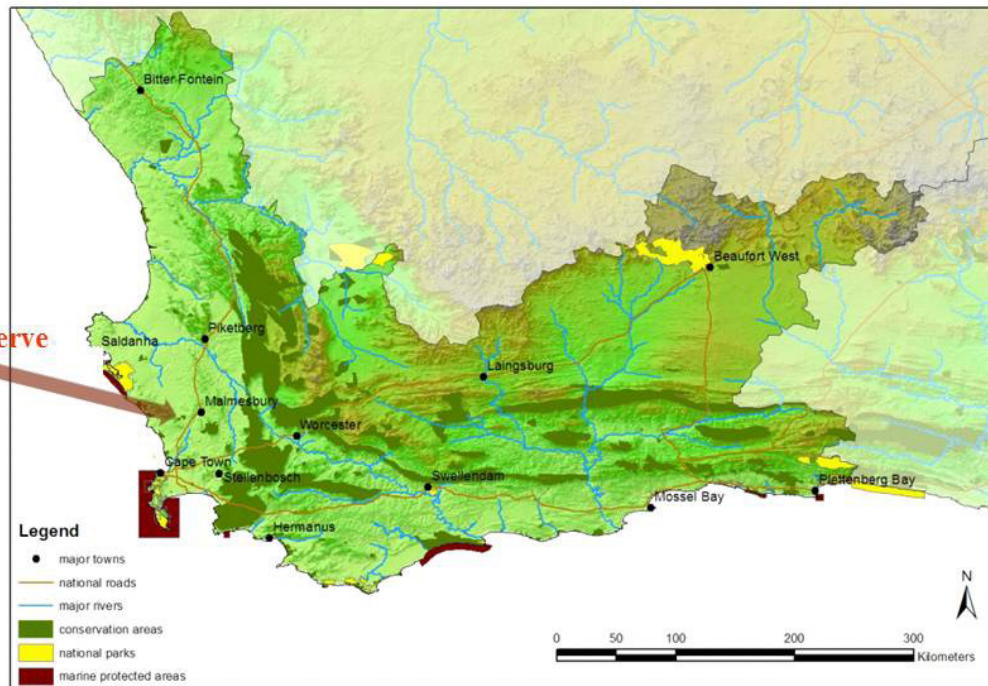 Bitter Fontein
Beaufort West
Piketberg
erve
Saldanha
Laingsburg
Malmesbury
Worcester
Cape Town
Stellenbosch
Swellendam
Plettenberg Bay
Mossel Bay
Hermanus
Legend
major towns
national roads
major rivers
conservation areas
national parks
marine protected areas
N
0 50 100 200 300
Kilometers